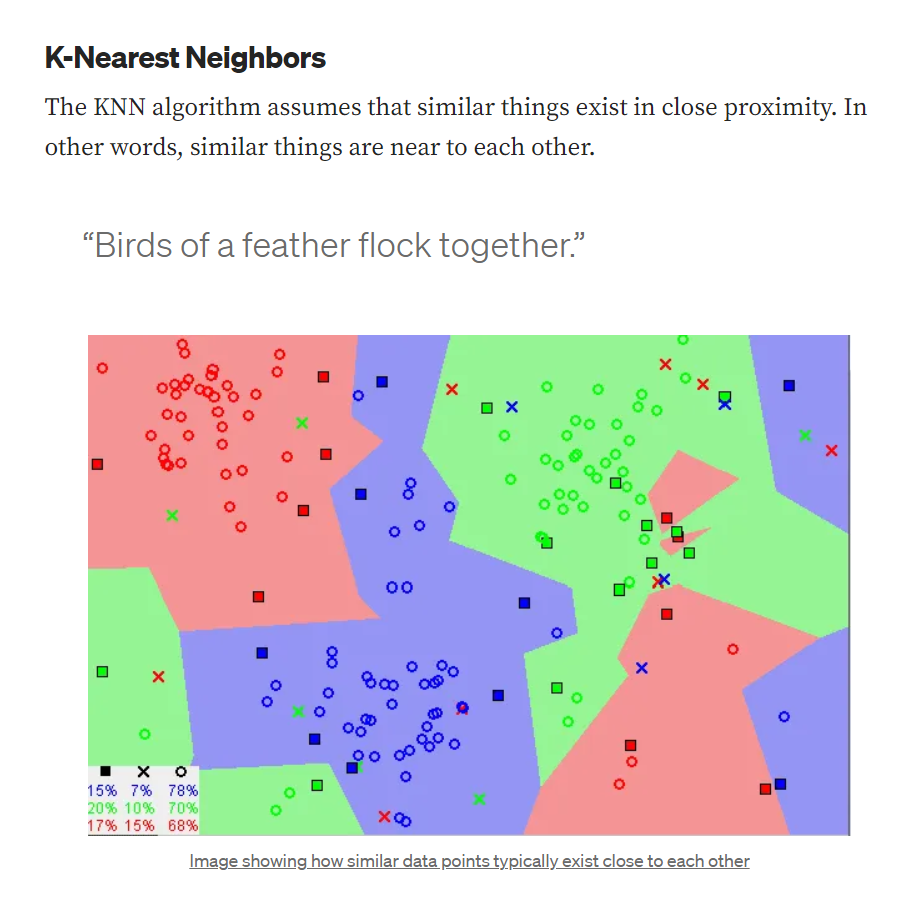 K-Nearest Neighbors
The KNN algorithm assumes that similar things exist in close proximity. In
other words, similar things are near to each other.
“Birds of a feather flock together.”
15% 7% 78%
20% 10% 70%
17% 15% 68%
Image showing how similar data points typically exist close to each other